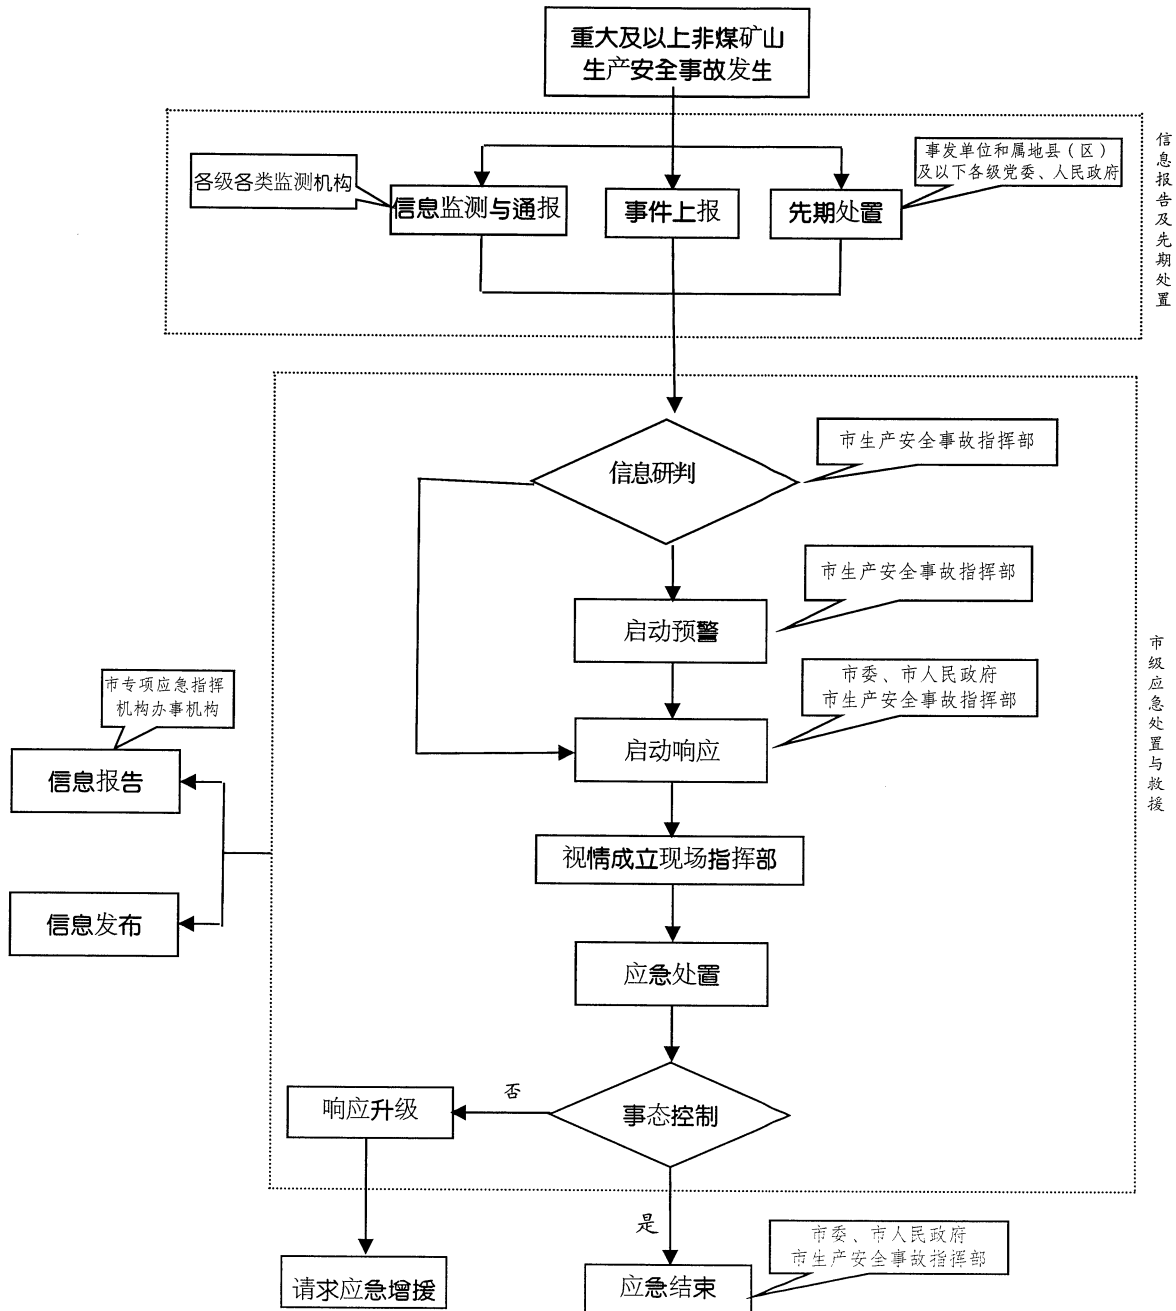 重大及以上非煤矿山
生产安全事故发生
各级各类监测机构
事发单位和属地县（区）
及以下各级党委、人民政府
信息监测与通报
事件上报
先期处置
信息报告及先期处置
信息研判
市生产安全事故指挥部
市生产安全事故指挥部
启动预警
市委、市人民政府
市生产安全事故指挥部
启动响应
市级应急处置与救援
市专项应急指挥
机构办事机构
信息报告
信息发布
视情成立现场指挥部
应急处置
事态控制
否
响应升级
是
市委、市人民政府
市生产安全事故指挥部
请求应急增援
应急结束